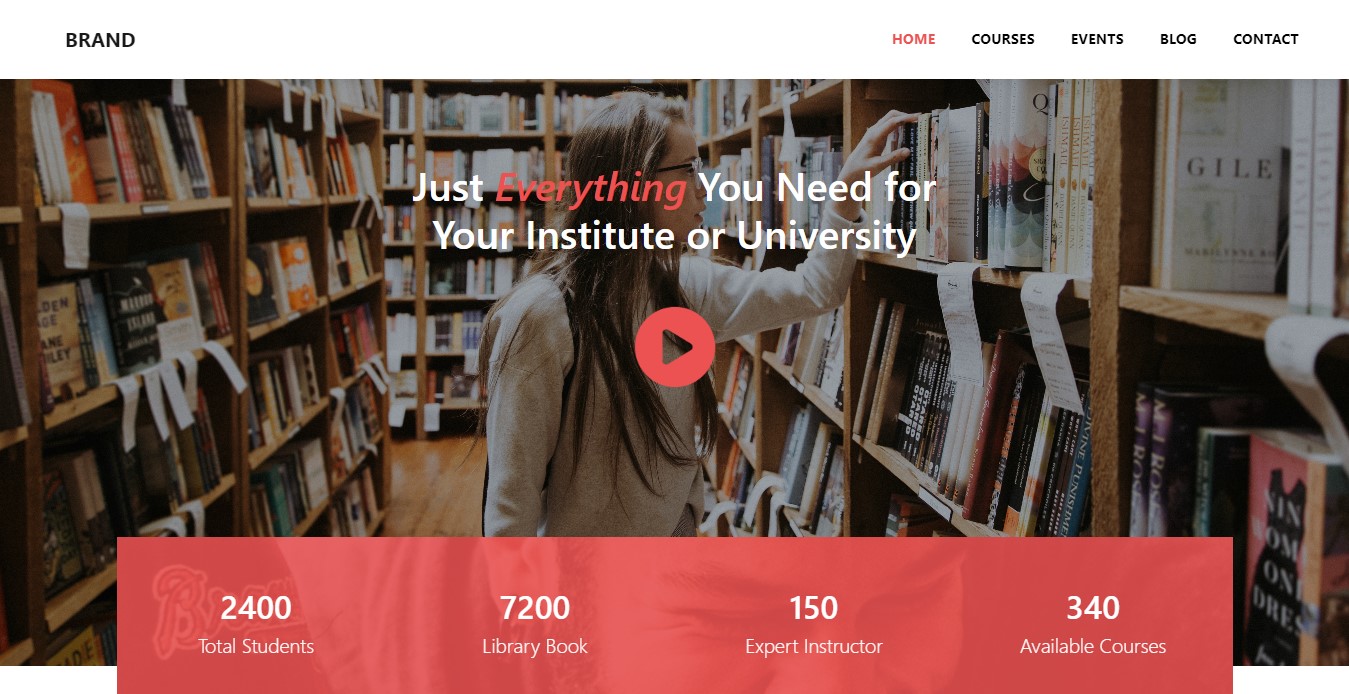 BRAND
HOME COURSES EVENTS BLOG CONTACT
Just Everything You Need for
Your Institute or University
Q
GILE
2400 7200 150 340
Total Students Library Book Expert Instructor Available Courses